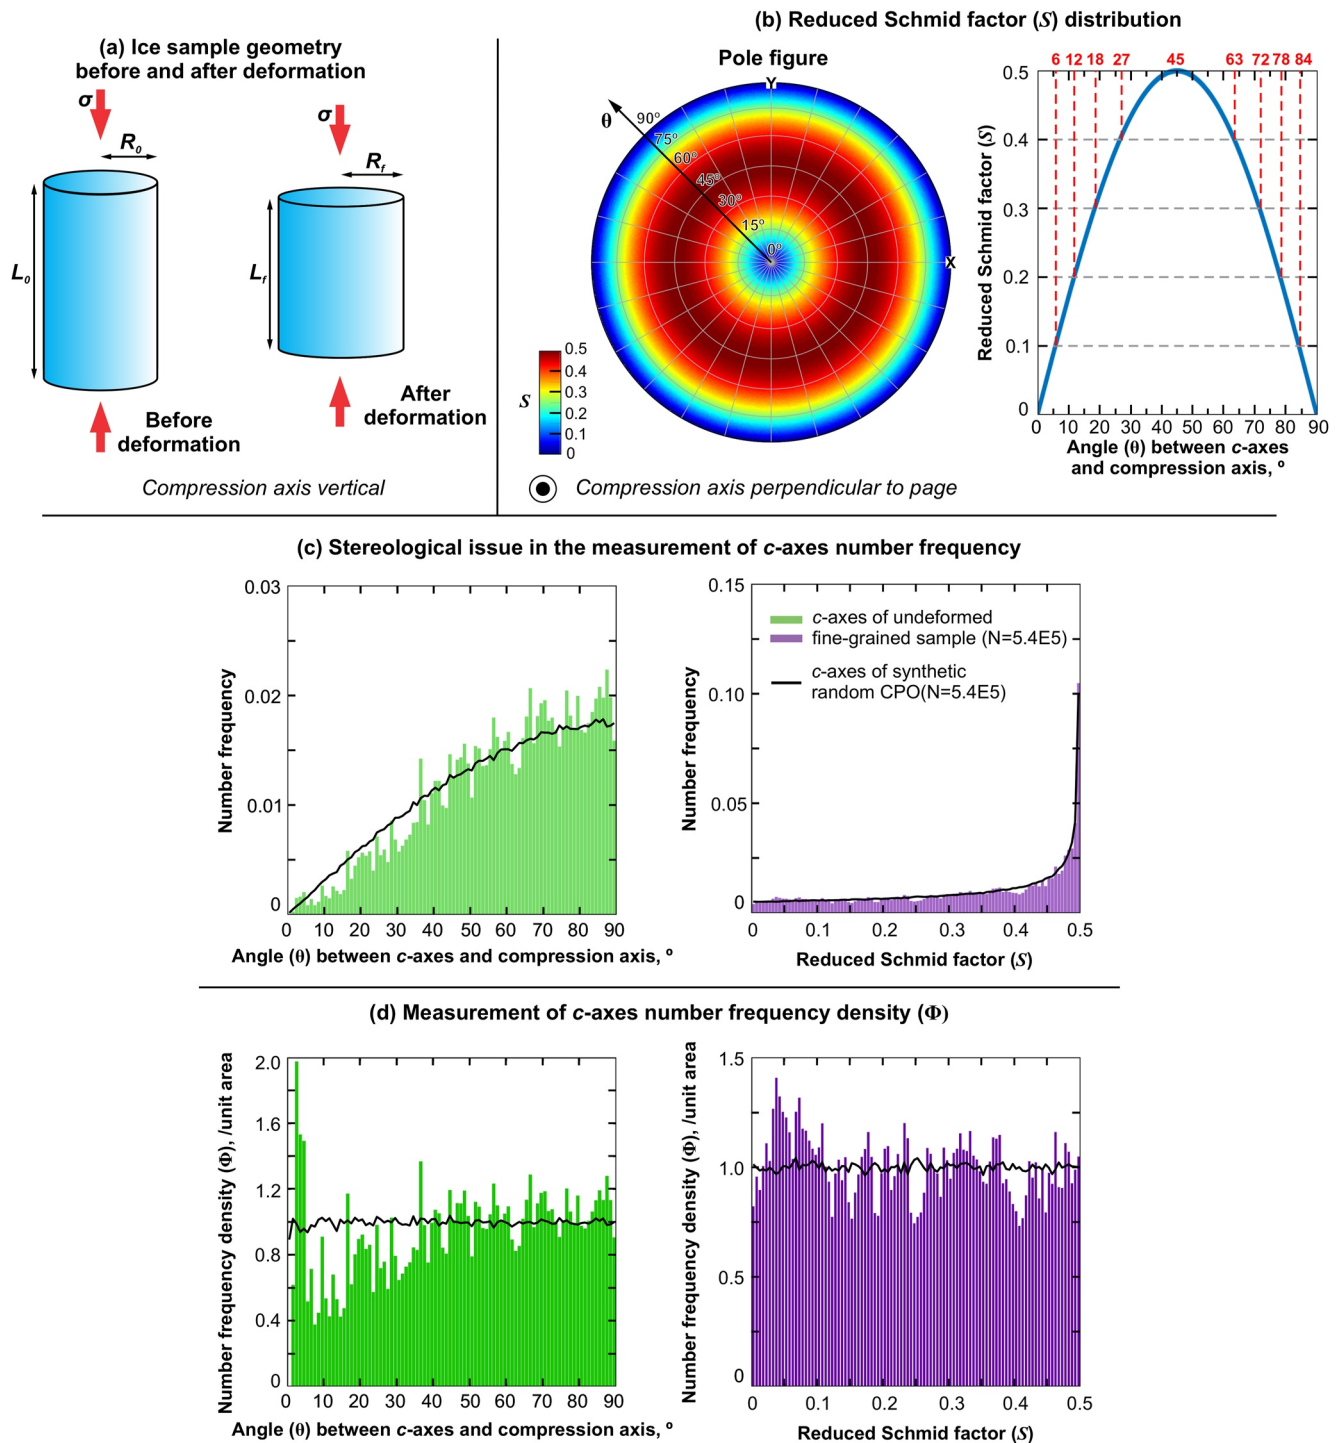 (a) Ice sample geometry
before and after deformation
σ
R0
L0
σ
Rf
Lf
Before
deformation
After
deformation
Compression axis vertical
(b) Reduced Schmid factor (S) distribution
Pole figure
Y
X
θ
90º
75º
60º
45º
30º
15º
0º
S
0.5
0.4
0.3
0.2
0.1
0
Compression axis perpendicular to page
6 12 18 27 45 63 72 78 84
Reduced Schmid factor (S)
0.5
0.4
0.3
0.2
0.1
0
0 10 20 30 40 50 60 70 80 90
Angle (θ) between c-axes
and compression axis, º
(c) Stereological issue in the measurement of c-axes number frequency
Number frequency
0.03
0.02
0.01
0
0 10 20 30 40 50 60 70 80 90
Angle (θ) between c-axes and compression axis, º
Number frequency
0.15
0.10
0.05
0
c-axes of undeformed
fine-grained sample (N=5.4E5)
c-axes of synthetic
random CPO(N=5.4E5)
0 0.1 0.2 0.3 0.4 0.5
Reduced Schmid factor (S)
(d) Measurement of c-axes number frequency density (Φ)
Number frequency density (Φ), /unit area
2.0
1.6
1.2
0.8
0.4
0
0 10 20 30 40 50 60 70 80 90
Angle (θ) between c-axes and compression axis, º
Number frequency density (Φ), /unit area
1.5
1.0
0.5
0
0 0.1 0.2 0.3 0.4 0.5
Reduced Schmid factor (S)